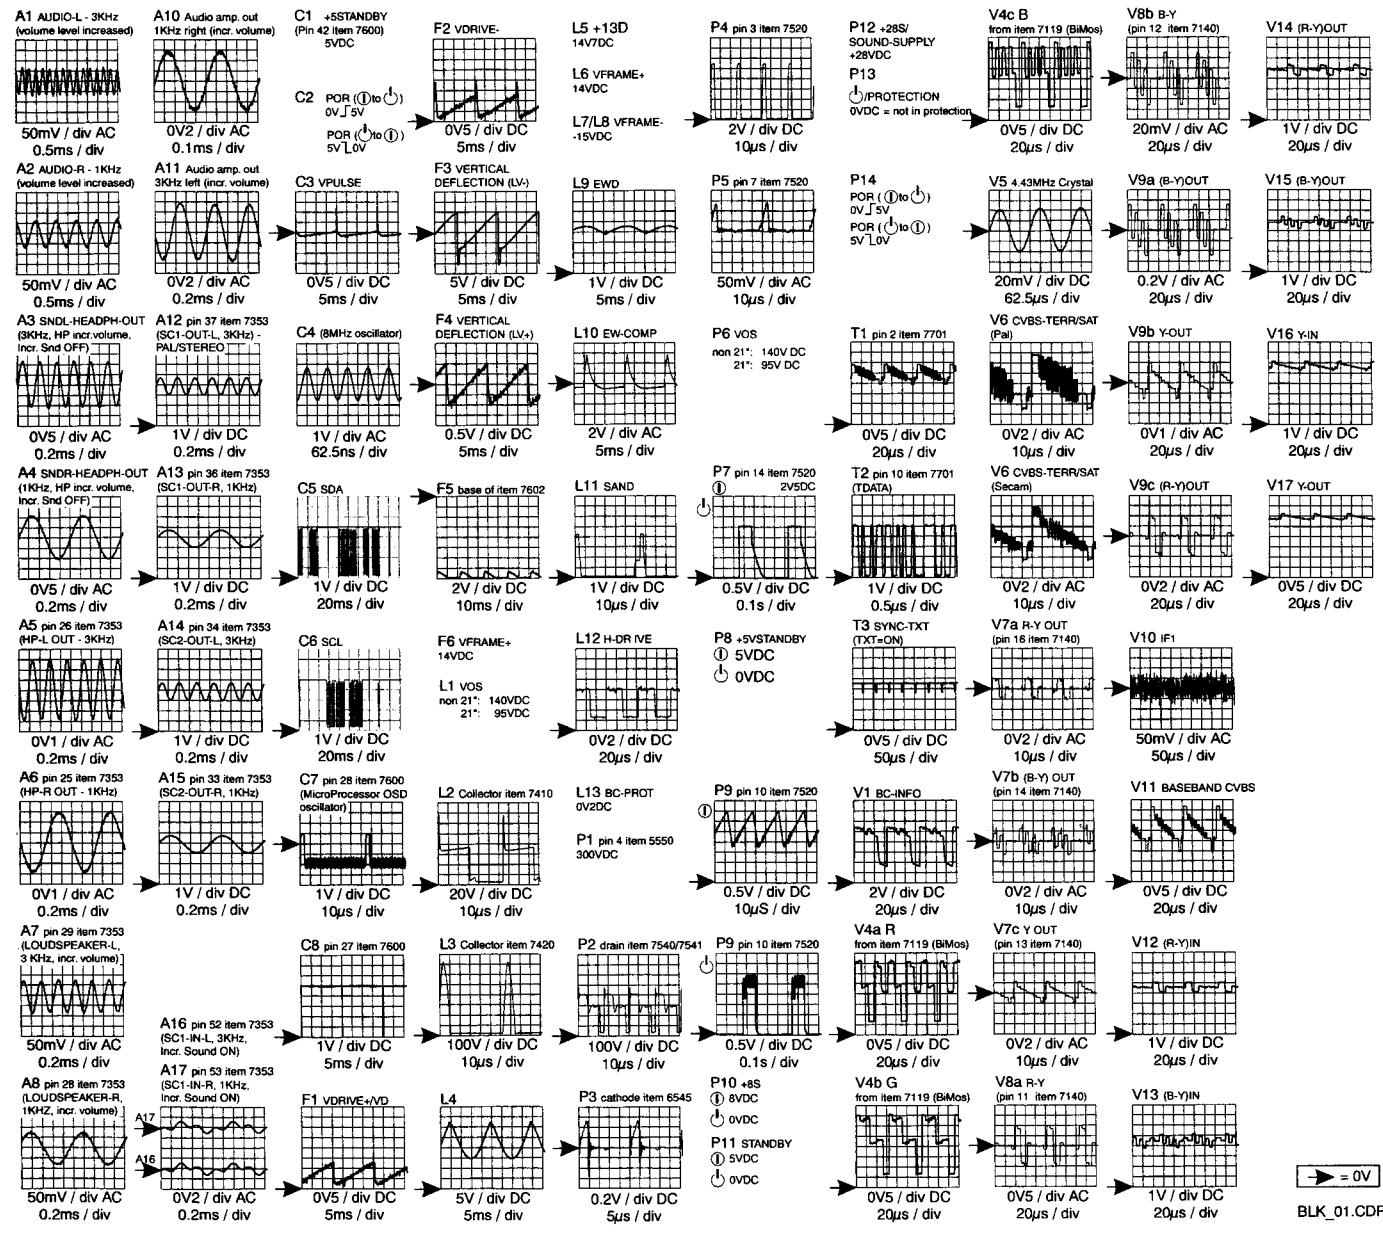 A1 AUDIO-L - 3KHz
(volume level increased)
50mV / div AC
0.5ms / div
A2 AUDIO-R - 1KHz
(volume level increased)
50mV / div AC
0.5ms / div
A3 SNDL-HEADPH-OUT
(3KHz, HP incr.volume,
Incr. Snd OFF)
0V5 / div AC
0.2ms / div
A4 SNDR-HEADPH-OUT
(1KHz, HP incr. volume,
Incr. Snd OFF)
0V5 / div AC
0.2ms / div
A5 pin 26 item 7353
(HP-L OUT - 3KHz)
0V1 / div AC
0.2ms / div
A6 pin 25 item 7353
(HP-R OUT - 1KHz)
0V1 / div AC
0.2ms / div
A7 pin 29 item 7353
(LOUDSPEAKER-L,
3 KHz, incr. volume)
50mV / div AC
0.2ms / div
A8 pin 28 item 7353
(LOUDSPEAKER-R,
1KHZ, incr. volume)
50mV / div AC
0.2ms / div
A10 Audio amp. out
1KHz right (incr. volume)
0V2 / div AC
0.1ms / div
A11 Audio amp. out
3KHz left (incr. volume)
0V2 / div AC
0.2ms / div
A12 pin 37 item 7353
(SC1-OUT-L, 3KHz) -
PAL/STEREO
1V / div DC
0.2ms / div
A13 pin 36 item 7353
(SC1-OUT-R, 1KHz)
1V / div DC
0.2ms / div
A14 pin 34 item 7353
(SC2-OUT-L, 3KHz)
1V / div DC
0.2ms / div
A15 pin 33 item 7353
(SC2-OUT-R, 1KHz)
1V / div DC
0.2ms / div
A16 pin 52 item 7353
(SC1-IN-L, 3KHz,
Incr. Sound ON)
A17 pin 53 item 7353
(SC1-IN-R, 1KHz,
Incr. Sound ON)
A17
A16
0V2 / div AC
0.2ms / div
C1 +5STANDBY
(Pin 42 item 7600)
5VDC
C2 POR ( to )
0V 5V
POR ( to )
5V 0V
C3 VPULSE
0V5 / div DC
5ms / div
C4 (8MHz oscillator)
1V / div AC
62.5ns / div
C5 SDA
1V / div DC
20ms / div
C6 SCL
1V / div DC
20ms / div
C7 pin 28 item 7600
(MicroProcessor OSD
oscillator)
1V / div DC
10µs / div
C8 pin 27 item 7600
1V / div DC
5ms / div
F1 VDRIVE+/VD
0V5 / div DC
5ms / div
F2 VDRIVE-
0V5 / div DC
5ms / div
F3 VERTICAL
DEFLECTION (LV-)
5V / div DC
5ms / div
F4 VERTICAL
DEFLECTION (LV+)
0.5V / div DC
5ms / div
F5 base of item 7602
2V / div DC
10ms / div
F6 VFRAME+
14VDC
L1 VOS
non 21": 140VDC
21": 95VDC
L2 Collector item 7410
20V / div DC
10µs / div
L3 Collector item 7420
100V / div DC
10µs / div
L4
5V / div DC
5ms / div
L5 +13D
14V7DC
L6 VFRAME+
14VDC
L7/L8 VFRAME-
-15VDC
L9 EWD
1V / div DC
5ms / div
L10 EW-COMP
2V / div AC
5ms / div
L11 SAND
1V / div DC
10µs / div
L12 H-DRIVE
0V2 / div DC
20µs / div
L13 BC-PROT
0V2DC
P1 pin 4 item 5550
300VDC
P2 drain item 7540/7541
100V / div DC
10µs / div
P3 cathode item 6545
0.2V / div DC
5µs / div
P4 pin 3 item 7520
2V / div DC
10µs / div
P5 pin 7 item 7520
50mV / div AC
10µs / div
P6 VOS
non 21": 140V DC
21": 95V DC
P7 pin 14 item 7520
2V5DC
0.5V / div DC
0.1s / div
P8 +5VSTANDBY
5VDC
0VDC
P9 pin 10 item 7520
0.5V / div DC
10µS / div
P9 pin 10 item 7520
0.5V / div DC
0.1s / div
P10 +8S
8VDC
0VDC
P11 STANDBY
5VDC
0VDC
P12 +28S/
SOUND-SUPPLY
+28VDC
P13
/PROTECTION
0VDC = not in protection
P14
POR ( to )
0V 5V
POR ( to )
5V 0V
T1 pin 2 item 7701
0V5 / div DC
20µs / div
T2 pin 10 item 7701
(TDATA)
1V / div DC
0.5µs / div
T3 SYNC-TXT
(TXT=ON)
0V5 / div DC
50µs / div
V1 BC-INFO
2V / div DC
20µs / div
V4a R
from item 7119 (BiMos)
0V5 / div DC
20µs / div
V4b G
from item 7119 (BiMos)
0V5 / div DC
20µs / div
V4c B
from item 7119 (BiMos)
0V5 / div DC
20µs / div
V5 4.43MHz Crystal
20mV / div DC
62.5µs / div
V6 CVBS-TERR/SAT
(Pal)
0V2 / div AC
10µs / div
V6 CVBS-TERR/SAT
(Secam)
0V2 / div AC
10µs / div
V7a R-Y OUT
(pin 16 item 7140)
0V2 / div AC
10µs / div
V7b (B-Y) OUT
(pin 14 item 7140)
0V2 / div AC
10µs / div
V7c Y OUT
(pin 13 item 7140)
0V2 / div AC
10µs / div
V8a R-Y
(pin 11 item 7140)
0V5 / div AC
20µs / div
V8b B-Y
(pin 12 item 7140)
20mV / div AC
20µs / div
V9a (B-Y)OUT
0.2V / div AC
20µs / div
V9b Y-OUT
0V1 / div AC
20µs / div
V9c (R-Y)OUT
0V2 / div AC
20µs / div
V10 IF1
50mV / div AC
50µs / div
V11 BASEBAND CVBS
0V5 / div DC
20µs / div
V12 (R-Y)IN
1V / div DC
20µs / div
V13 (B-Y)IN
1V / div DC
20µs / div
V14 (R-Y)OUT
1V / div DC
20µs / div
V15 (B-Y)OUT
1V / div DC
20µs / div
V16 Y-IN
1V / div DC
20µs / div
V17 Y-OUT
0V5 / div DC
20µs / div
= 0V
BLK_01.CDR